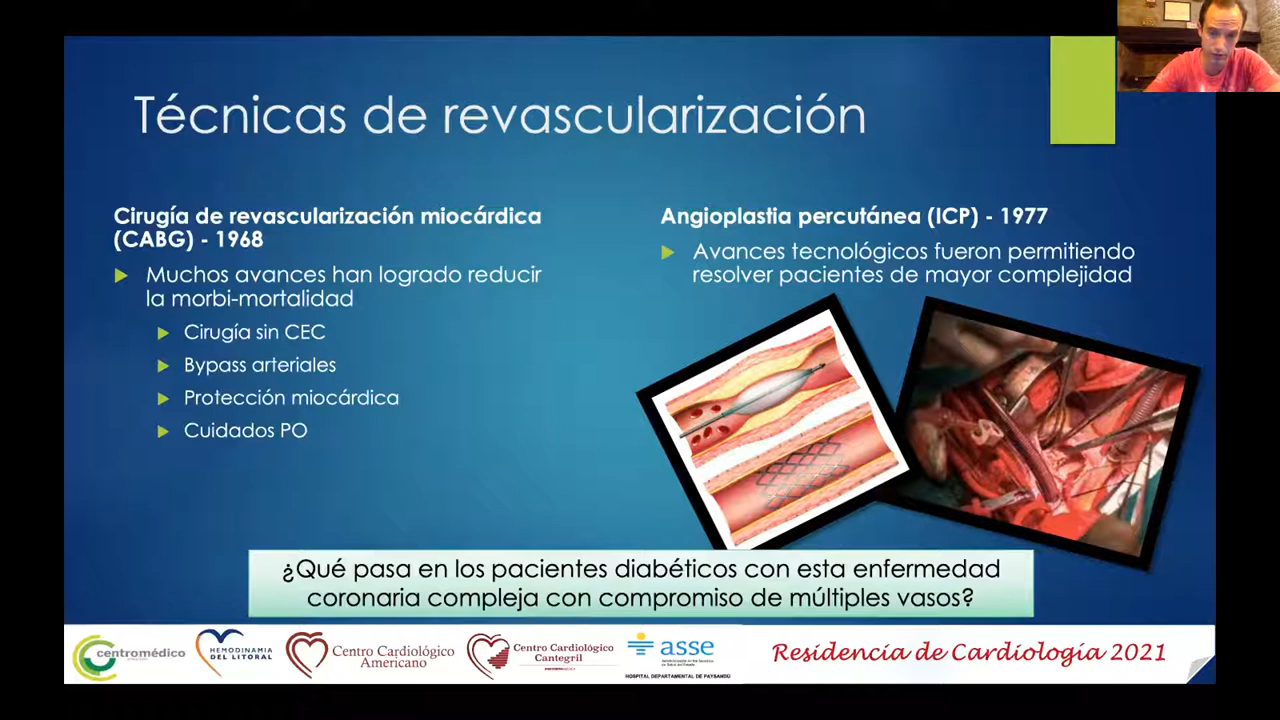 Técnicas de revascularización
Cirugía de revascularización miocárdica
(CABG) - 1968
Muchos avances han logrado reducir
la morbi-mortalidad
Cirugía sin CEC
Bypass arteriales
Protección miocárdica
Cuidados PO
Angioplastia percutánea (ICP) - 1977
Avances tecnológicos fueron permitiendo
resolver pacientes de mayor complejidad
¿Qué pasa en los pacientes diabéticos con esta enfermedad
coronaria compleja con compromiso de múltiples vasos?
centromédico
HEMODINAMIA
DEL LITORAL
Centro Cardiológico
Americano
Centro Cardiológico
Cantegril
asse
HOSPITAL DEPARTAMENTAL DE PAYSANDÚ
Residencia de Cardiología 2021